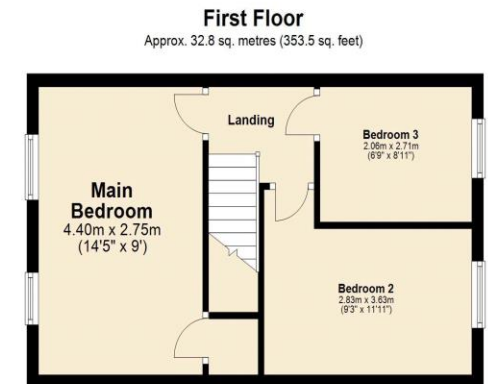 First Floor
Approx. 32.8 sq. metres (353.5 sq. feet)
Landing
Bedroom 3
2.06m x 2.71m
(6'9" x 8'11")
Main
Bedroom
4.40m x 2.75m
(14'5" x 9')
Bedroom 2
2.83m x 3.63m
(9'3" x 11'11")